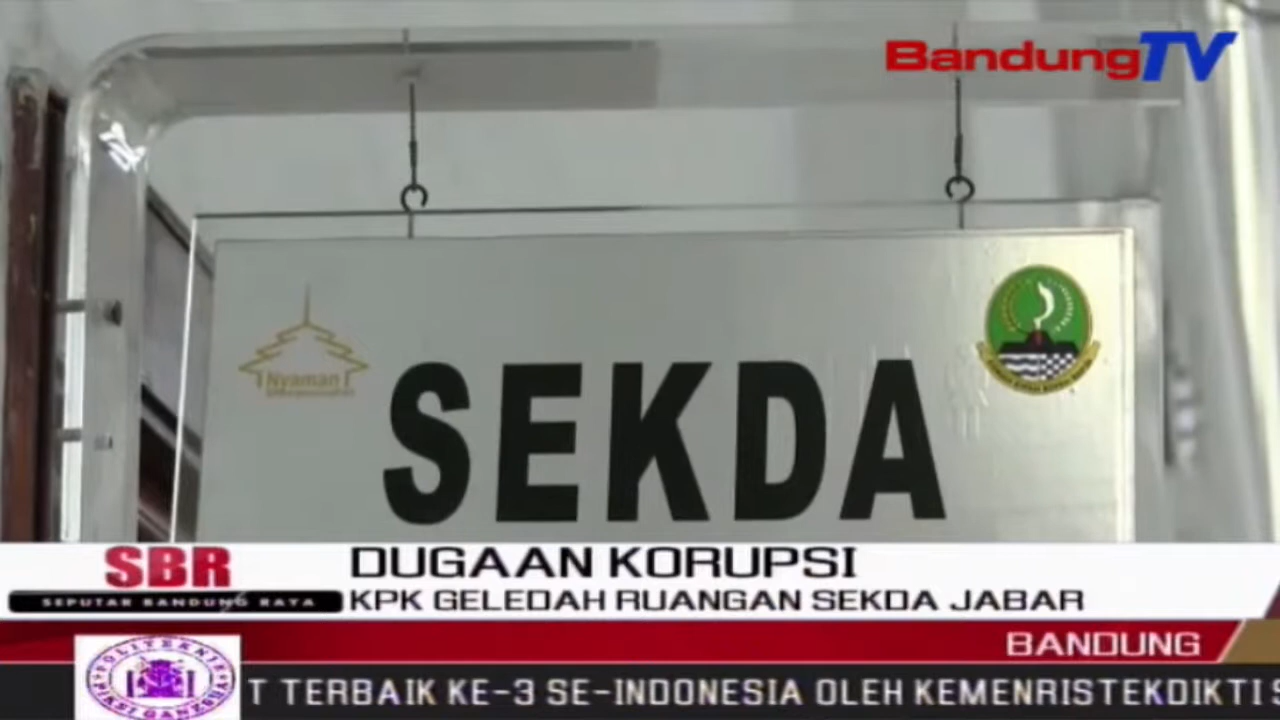 BandungTV
Nyaman
SEKDA
SBR
SEPUTAR BANDUNG RAYA
DUGAAN KORUPSI
KPK GELEDAH RUANGAN SEKDA JABAR
BANDUNG
T TERBAIK KE-3 SE-INDONESIA OLEH KEMENRISTEKDIKTI S